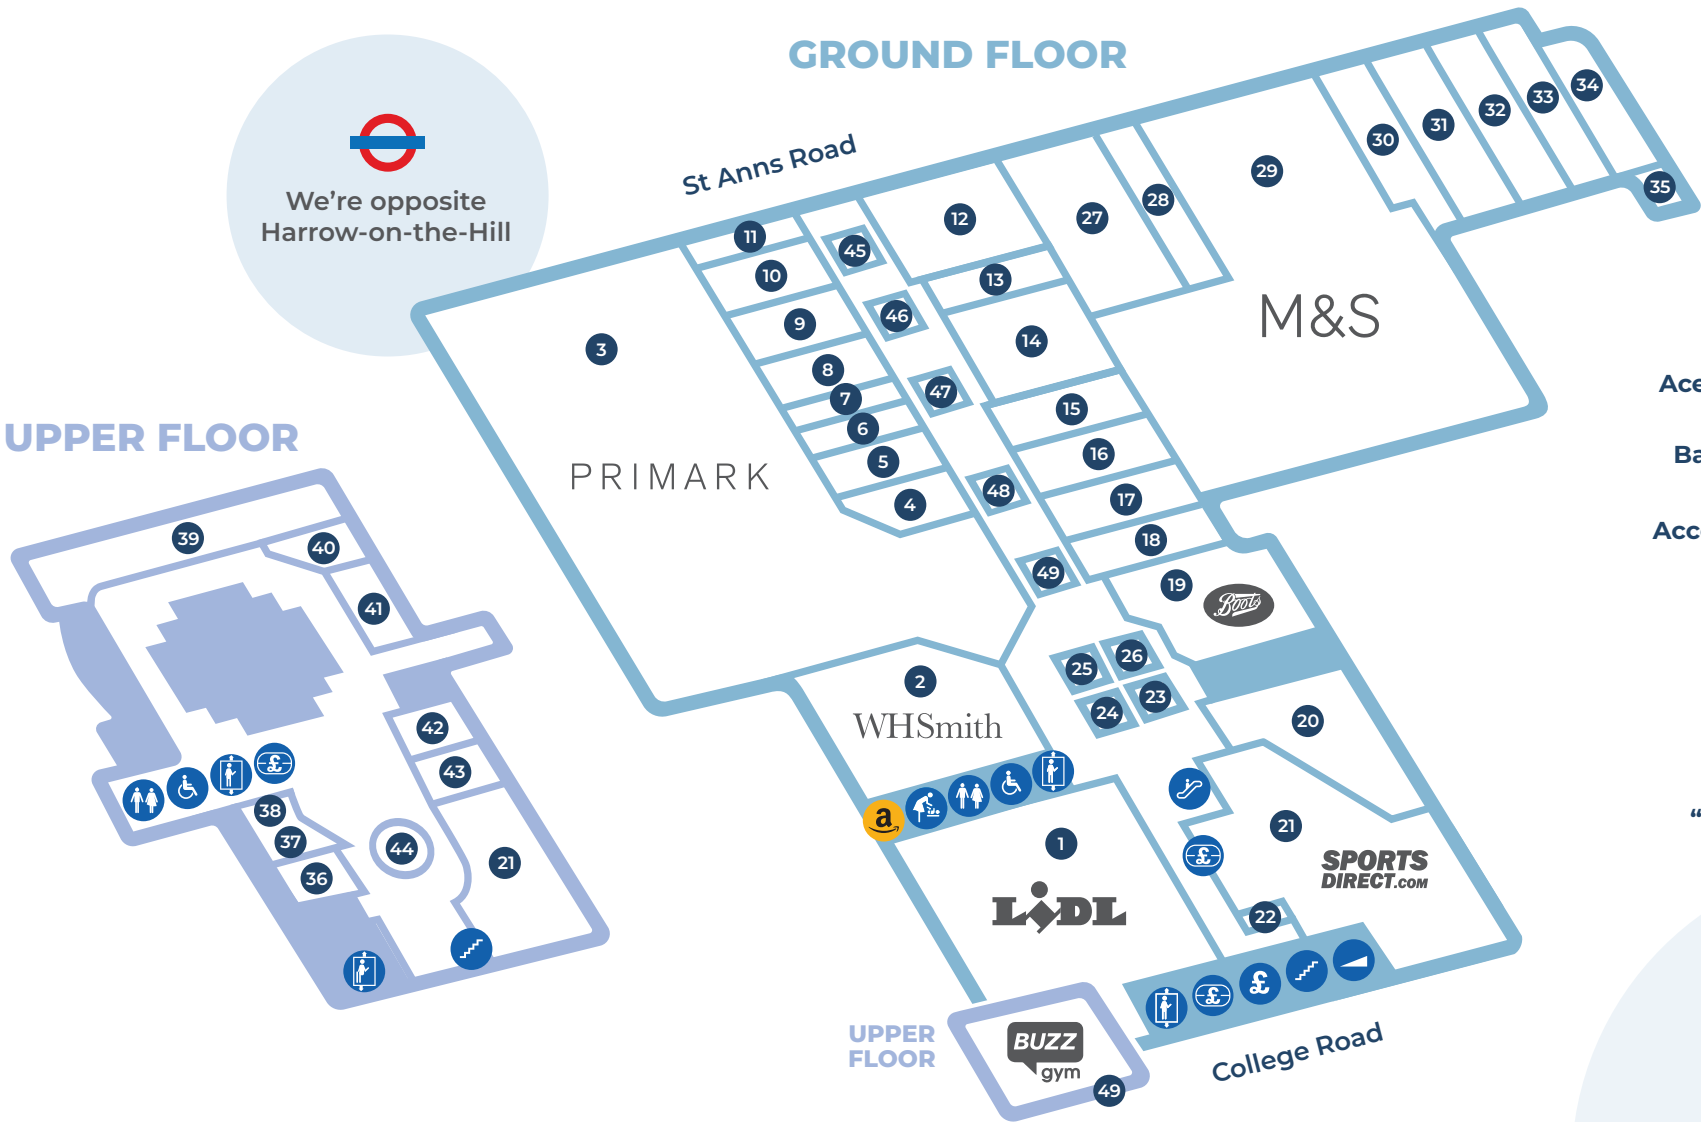 GROUND FLOOR
We're opposite
Harrow-on-the-Hill
St Anns Road
34
33
32
31
30
29
35
28
27
12
11
45
10
13
46
9
14
3
8
47
7
15
6
16
5
48
4
17
18
49
19
Boots
M&S
PRIMARK
Ace
Ba
Acc
UPPER FLOOR
39
40
41
42
43
38
37
36
44
21
25
26
24
23
20
2
WHSmith
a
1
LIDL
21
SPORTS
DIRECT.COM
22
“
£
£
£
£
UPPER
FLOOR
BUZZ
gym
49
College Road